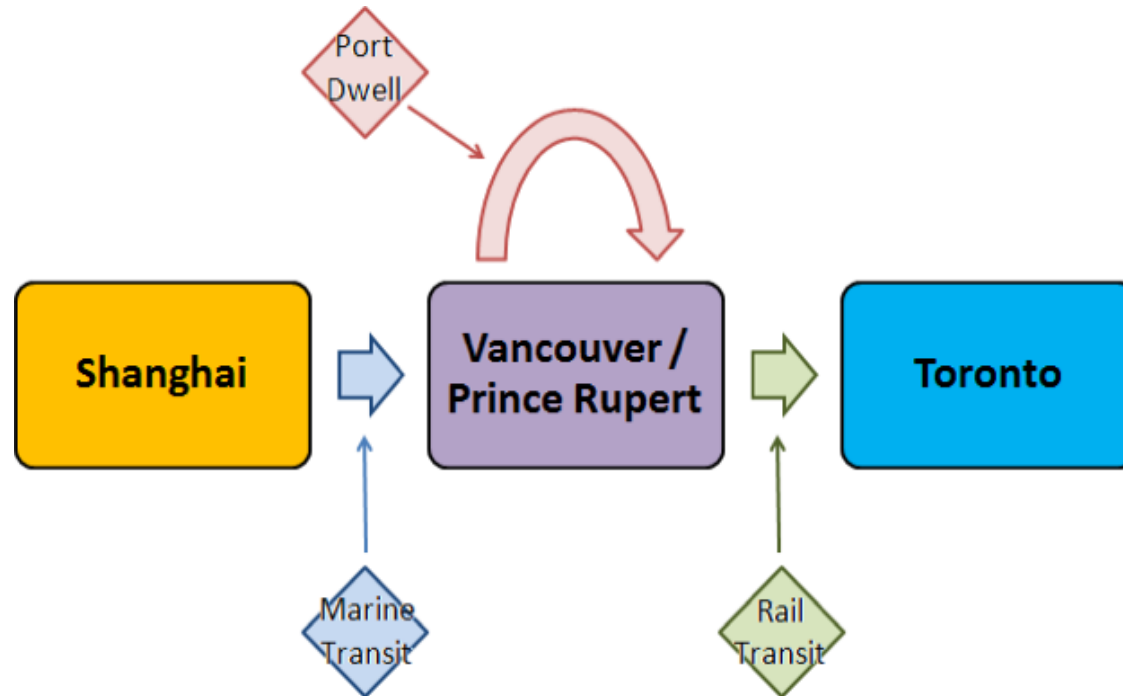 Port
Dwell
Shanghai
Vancouver /
Prince Rupert
Toronto
Marine
Transit
Rail
Transit